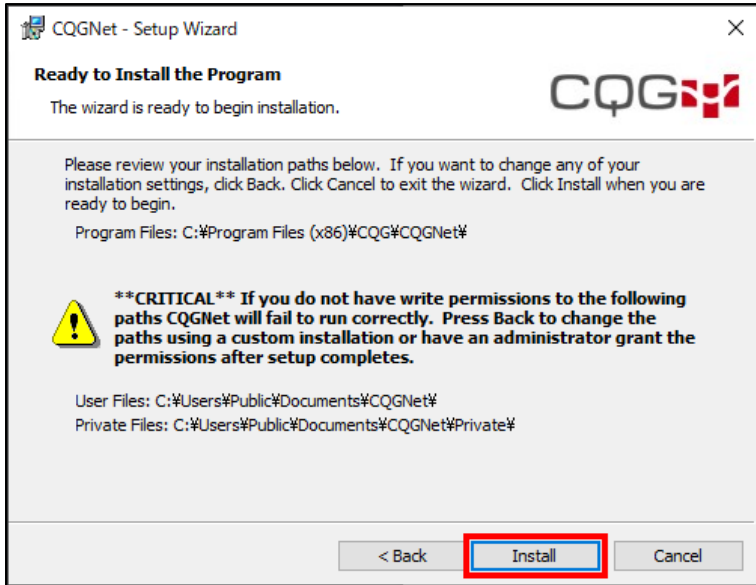 CQGNet - Setup Wizard
Ready to Install the Program
The wizard is ready to begin installation.
CQG
Please review your installation paths below. If you want to change any of your
installation settings, click Back. Click Cancel to exit the wizard. Click Install when you are
ready to begin.
Program Files: C:¥Program Files (x86)¥CQG¥CQGNet¥
**CRITICAL** If you do not have write permissions to the following
paths CQGNet will fail to run correctly. Press Back to change the
paths using a custom installation or have an administrator grant the
permissions after setup completes.
User Files: C:¥Users¥Public¥Documents¥CQGNet¥
Private Files: C:¥Users¥Public¥Documents¥CQGNet¥Private¥
< Back Install Cancel